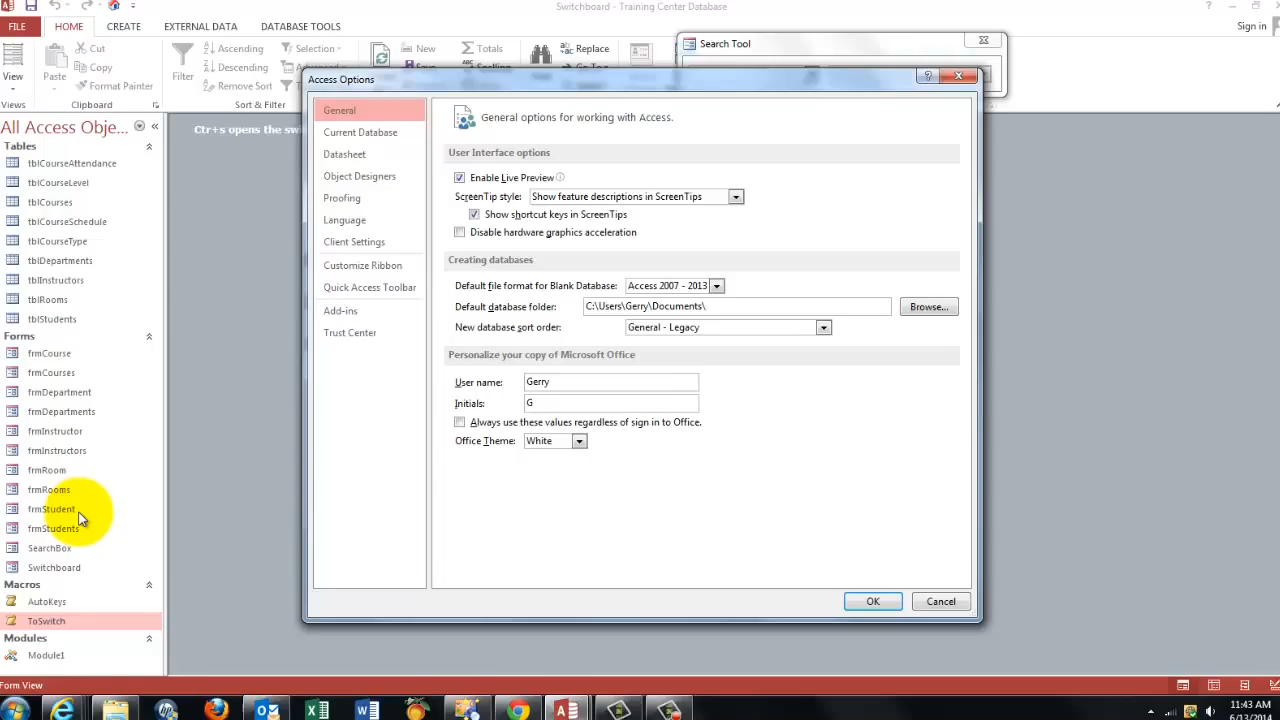 Switchboard - Training Center Database
FILE HOME CREATE EXTERNAL DATA DATABASE TOOLS Sign in
View
Views
Paste
Cut
Copy
Format Painter
Clipboard
Filter
Ascending
Descending
Remove Sort
Selection
Advanced
Sort & Filter
New
Save
Totals
Spelling
Replace
Go To
Search Tool
All Access Obje...
Tables
tblCourseAttendance
tblCourseLevel
tblCourses
tblCourseSchedule
tblCourseType
tblDepartments
tblInstructors
tblRooms
tblStudents
Forms
frmCourse
frmCourses
frmDepartment
frmDepartments
frmInstructor
frmInstructors
frmRoom
frmRooms
frmStudent
frmStudents
SearchBox
Switchboard
Macros
AutoKeys
ToSwitch
Modules
Module1
Ctr+s opens the
Access Options
General
Current Database
Datasheet
Object Designers
Proofing
Language
Client Settings
Customize Ribbon
Quick Access Toolbar
Add-ins
Trust Center
General options for working with Access.
User Interface options
Enable Live Preview
ScreenTip style: Show feature descriptions in ScreenTips
Show shortcut keys in ScreenTips
Disable hardware graphics acceleration
Creating databases
Default file format for Blank Database: Access 2007 - 2013
Default database folder: C:\Users\Gerry\Documents\ Browse...
New database sort order: General - Legacy
Personalize your copy of Microsoft Office
User name: Gerry
Initials: G
Always use these values regardless of sign in to Office.
Office Theme: White
OK Cancel
Form View
11:43 AM
6/13/2014